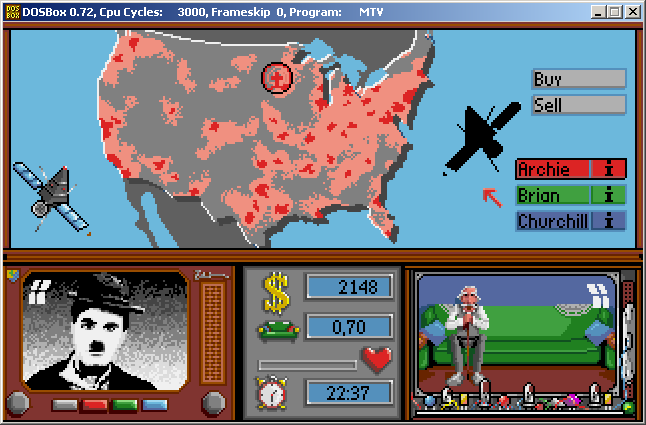 DOSBox 0.72, Cpu Cycles: 3000, Frameskip 0, Program: MTV
Buy
Sell
Archie i
Brian i
Churchill i
$ 2148
0,70
22:37